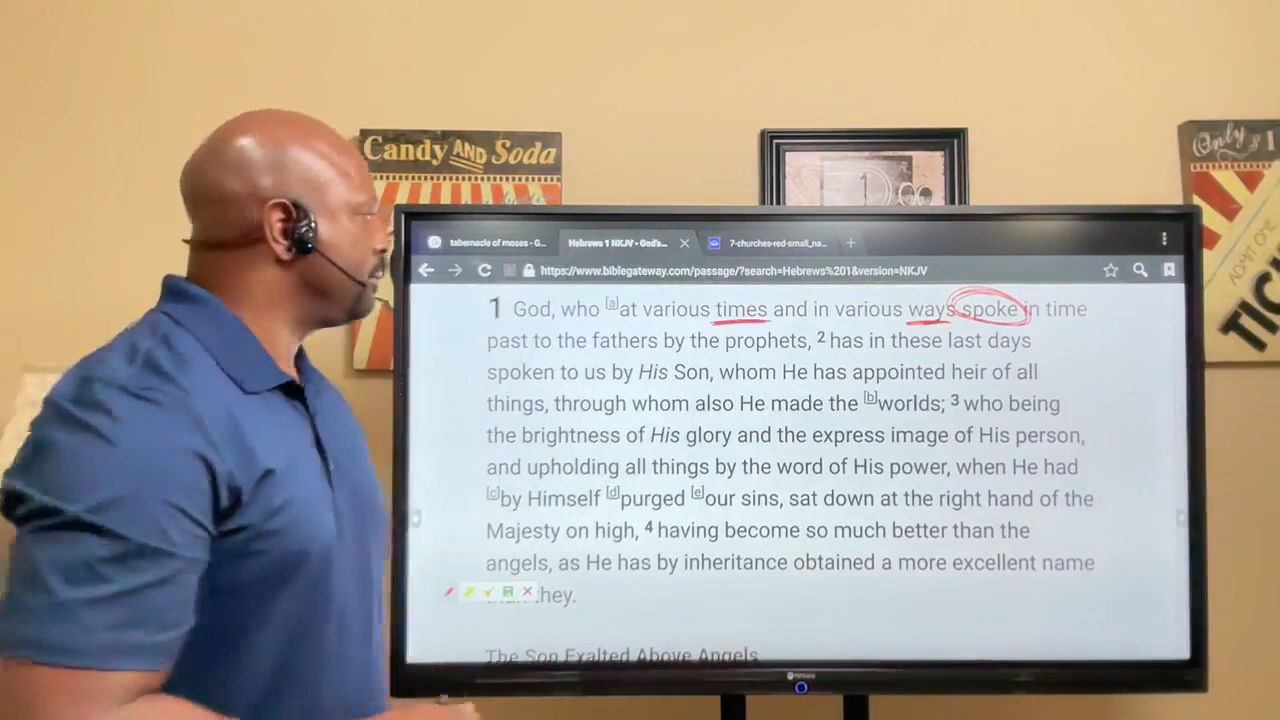 Candy AND Soda
Only
ADMIT ONE
TIC
tabernacle of moses - G...
Hebrews 1 NKJV - God's...
7-churches-red-small_na...
https://www.biblegateway.com/passage/?search=Hebrews%201&version=NKJV
1 God, who [a]at various times and in various ways spoke in time
past to the fathers by the prophets, 2 has in these last days
spoken to us by His Son, whom He has appointed heir of all
things, through whom also He made the [b]worlds; 3 who being
the brightness of His glory and the express image of His person,
and upholding all things by the word of His power, when He had
[c]by Himself [d]purged [e]our sins, sat down at the right hand of the
Majesty on high, 4 having become so much better than the
angels, as He has by inheritance obtained a more excellent name
than they.
The Son Exalted Above Angels